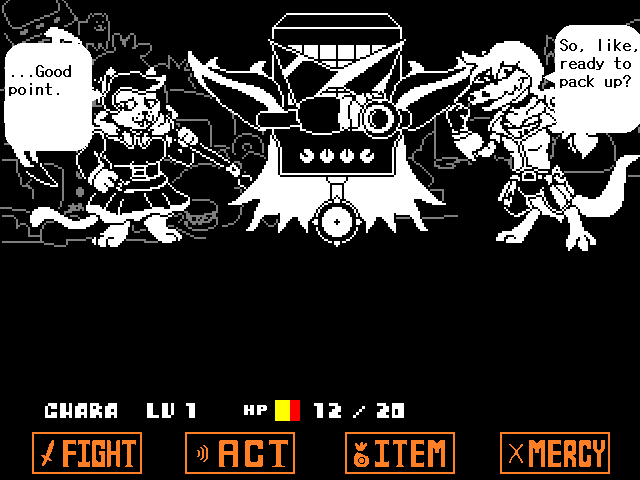 ...Good
point.
So, like,
ready to
pack up?
CHARA LV 1 HP 12 / 20
FIGHT ACT ITEM MERCY